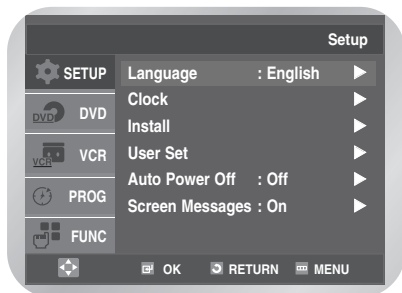 Setup
SETUP
Language : English ►
DVD DVD
Clock ►
Install ►
VCR VCR
User Set ►
Auto Power Off : Off ►
PROG
Screen Messages : On ►
FUNC
OK RETURN MENU